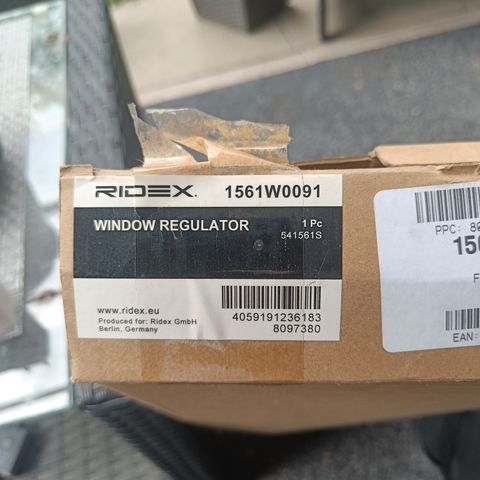 RIDEX. 1561W0091
WINDOW REGULATOR 1 Pc
541561S
www.ridex.eu
Produced for: Ridex GmbH
Berlin, Germany
4059191236183
8097380
PPC:
EAN: